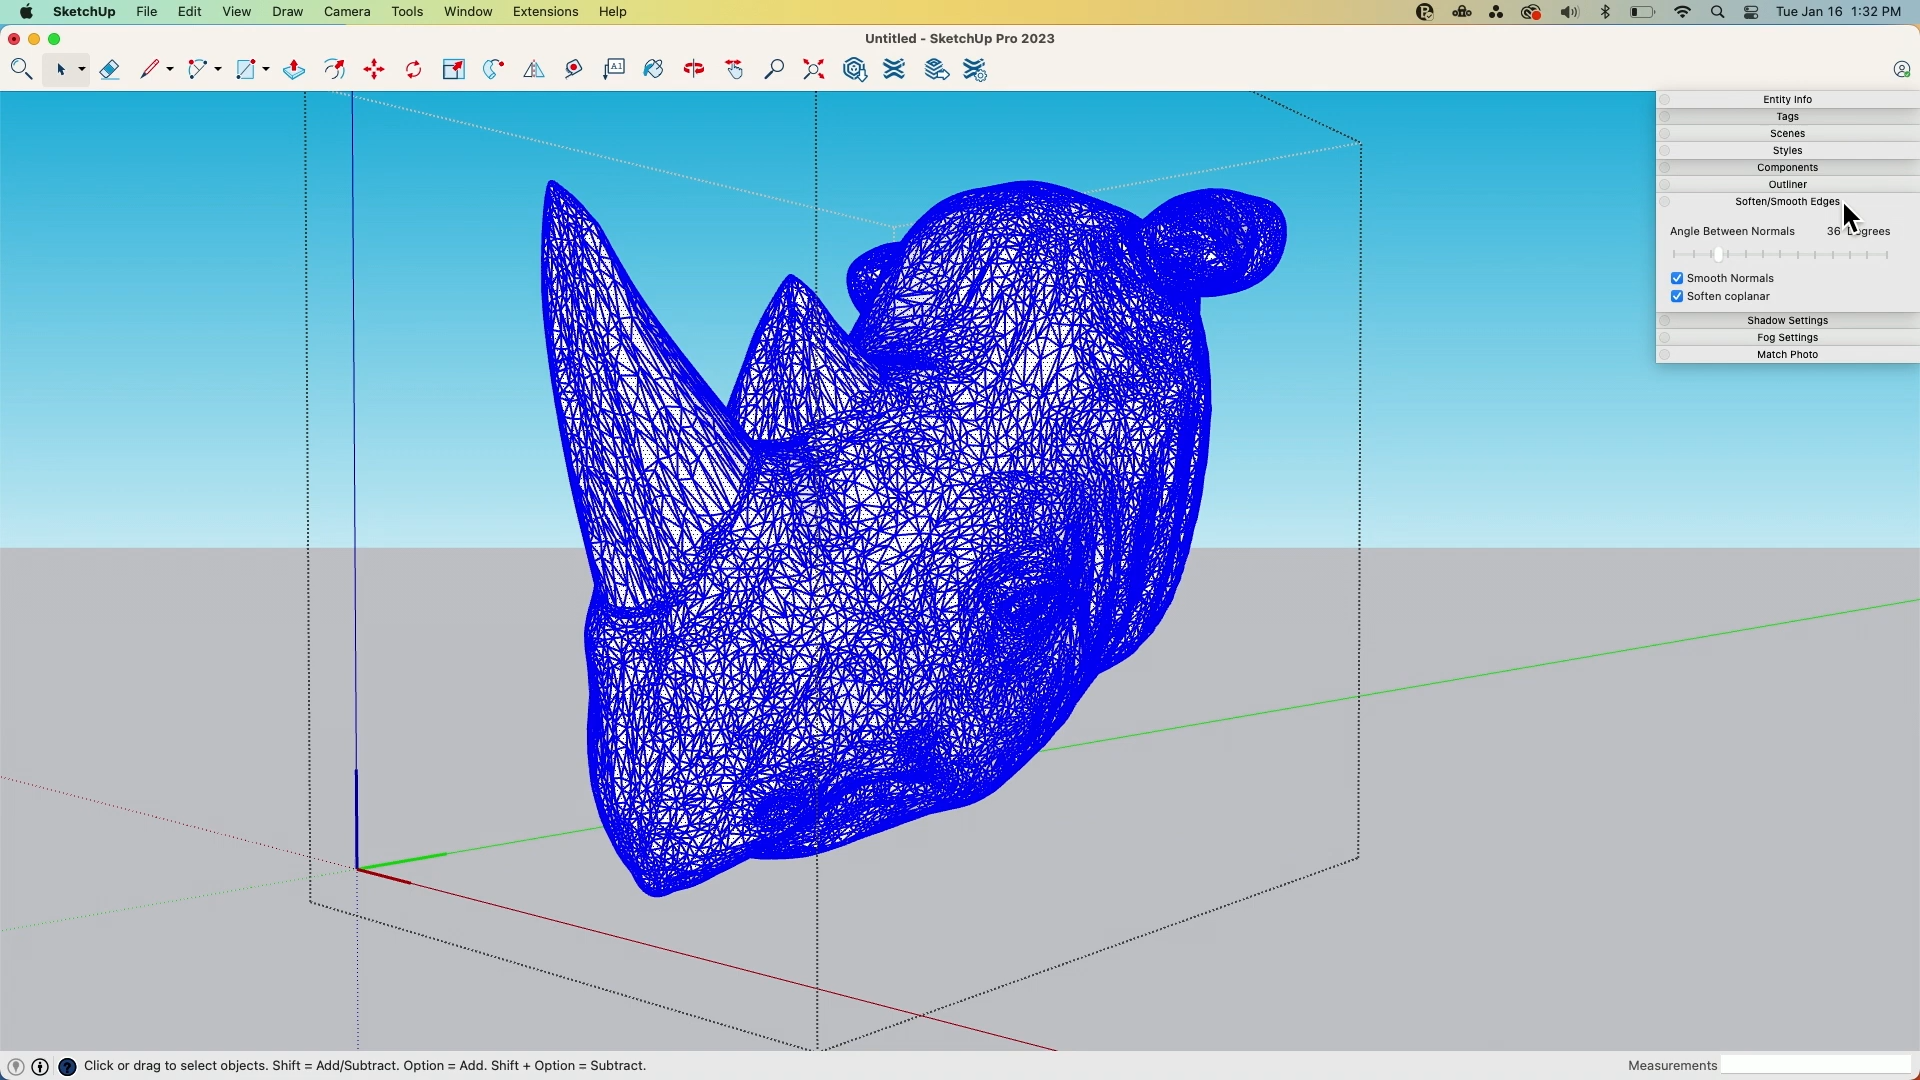 SketchUp File Edit View Draw Camera Tools Window Extensions Help
Tue Jan 16 1:32 PM
Untitled - SketchUp Pro 2023
A1
Entity Info
Tags
Scenes
Styles
Components
Outliner
Soften/Smooth Edges
Angle Between Normals 36
Smooth Normals
Soften coplanar
Shadow Settings
Fog Settings
Match Photo
Click or drag to select objects. Shift = Add/Subtract. Option = Add. Shift + Option = Subtract.
Measurements